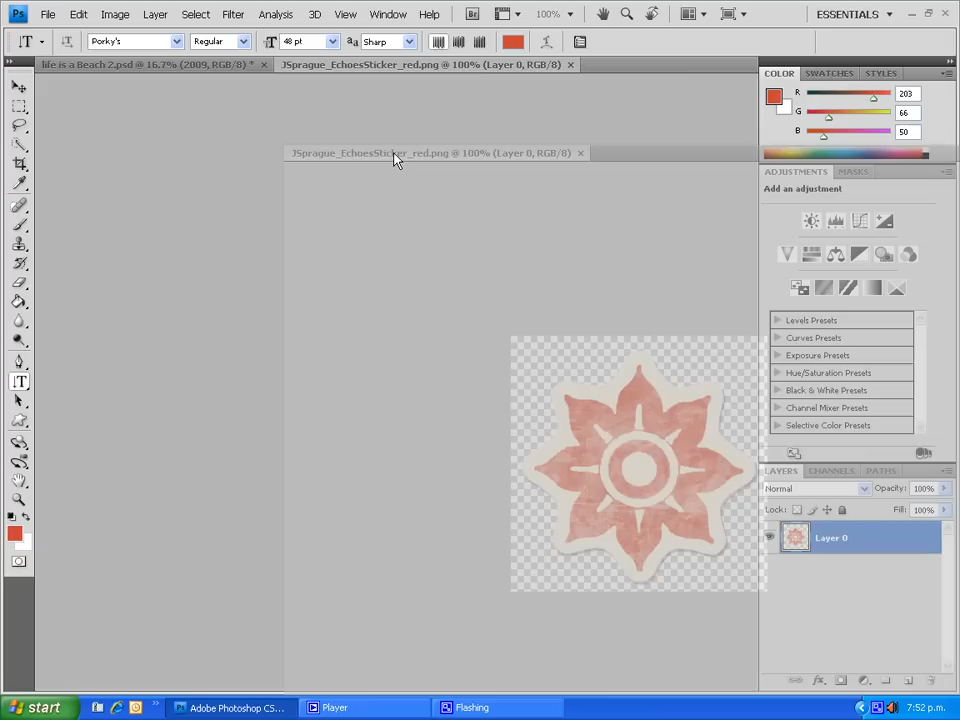 Ps File Edit Image Layer Select Filter Analysis 3D View Window Help Br 100% ESSENTIALS
T Porky's Regular T 48 pt aa Sharp
life is a Beach 2.psd @ 16.7% (2009, RGB/8) * × JSprague_EchoesSticker_red.png @ 100% (Layer 0, RGB/8) ×
COLOR SWATCHES STYLES
R 203
G 66
B 50
JSprague_EchoesSticker_red.png @ 100% (Layer 0, RGB/8) ×
ADJUSTMENTS MASKS
Add an adjustment
Levels Presets
Curves Presets
Exposure Presets
Hue/Saturation Presets
Black & White Presets
Channel Mixer Presets
Selective Color Presets
LAYERS CHANNELS PATHS
Normal Opacity: 100%
Lock: Fill: 100%
Layer 0
start Adobe Photoshop CS... Player Flashing 7:52 p.m.